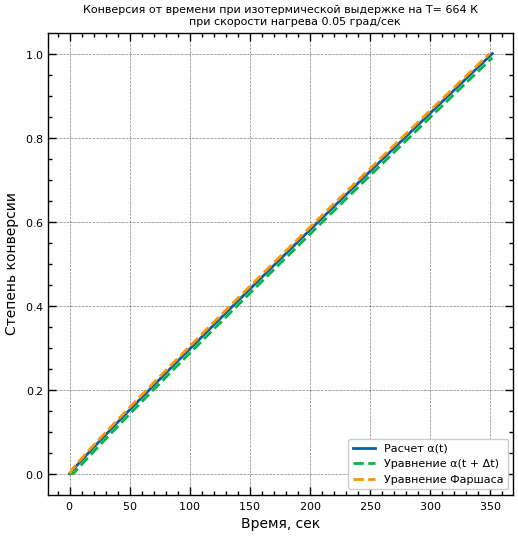 Конверсия от времени при изотермической выдержке на T= 664 К
при скорости нагрева 0.05 град/сек
Степень конверсии
1.0
0.8
0.6
0.4
0.2
0.0
Расчет α(t)
Уравнение α(t + Δt)
Уравнение Фаршаса
0 50 100 150 200 250 300 350
Время, сек